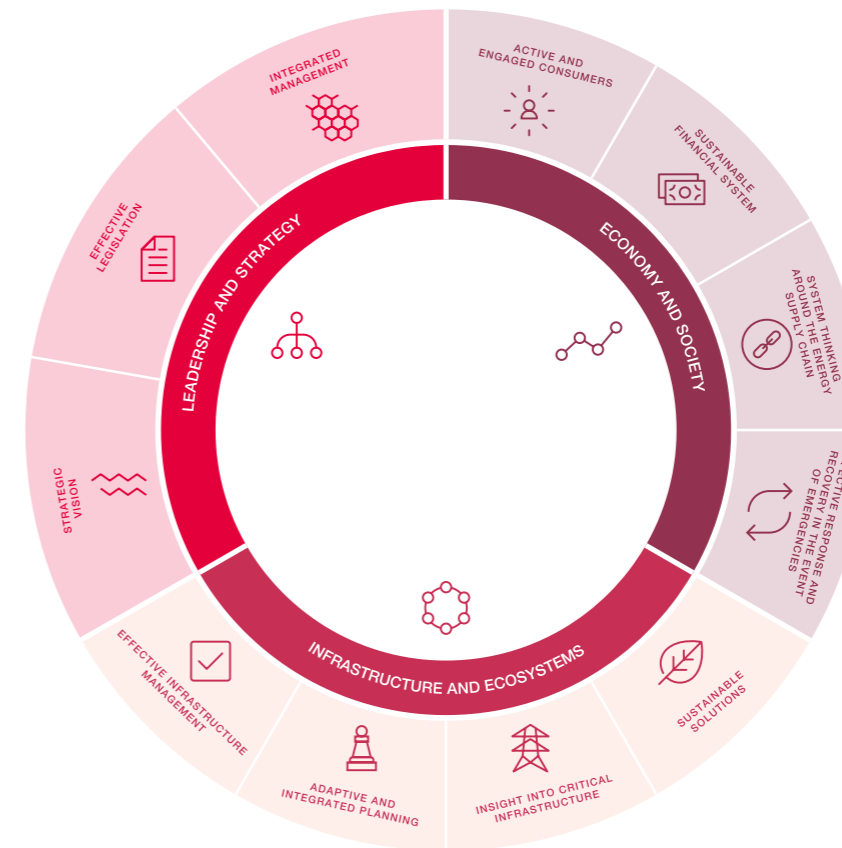 INTEGRATED
MANAGEMENT
ACTIVE AND
ENGAGED CONSUMERS
SUSTAINABLE
FINANCIAL SYSTEM
SYSTEM THINKING
AROUND THE ENERGY
SUPPLY CHAIN
RESPONSE AND
RECOVERY IN THE EVENT
OF EMERGENCIES
SUSTAINABLE
SOLUTIONS
INSIGHT INTO CRITICAL
INFRASTRUCTURE
ADAPTIVE AND
INTEGRATED PLANNING
EFFECTIVE INFRASTRUCTURE
MANAGEMENT
STRATEGIC
VISION
EFFECTIVE
LEGISLATION
LEADERSHIP AND STRATEGY
ECONOMY AND SOCIETY
INFRASTRUCTURE AND ECOSYSTEMS